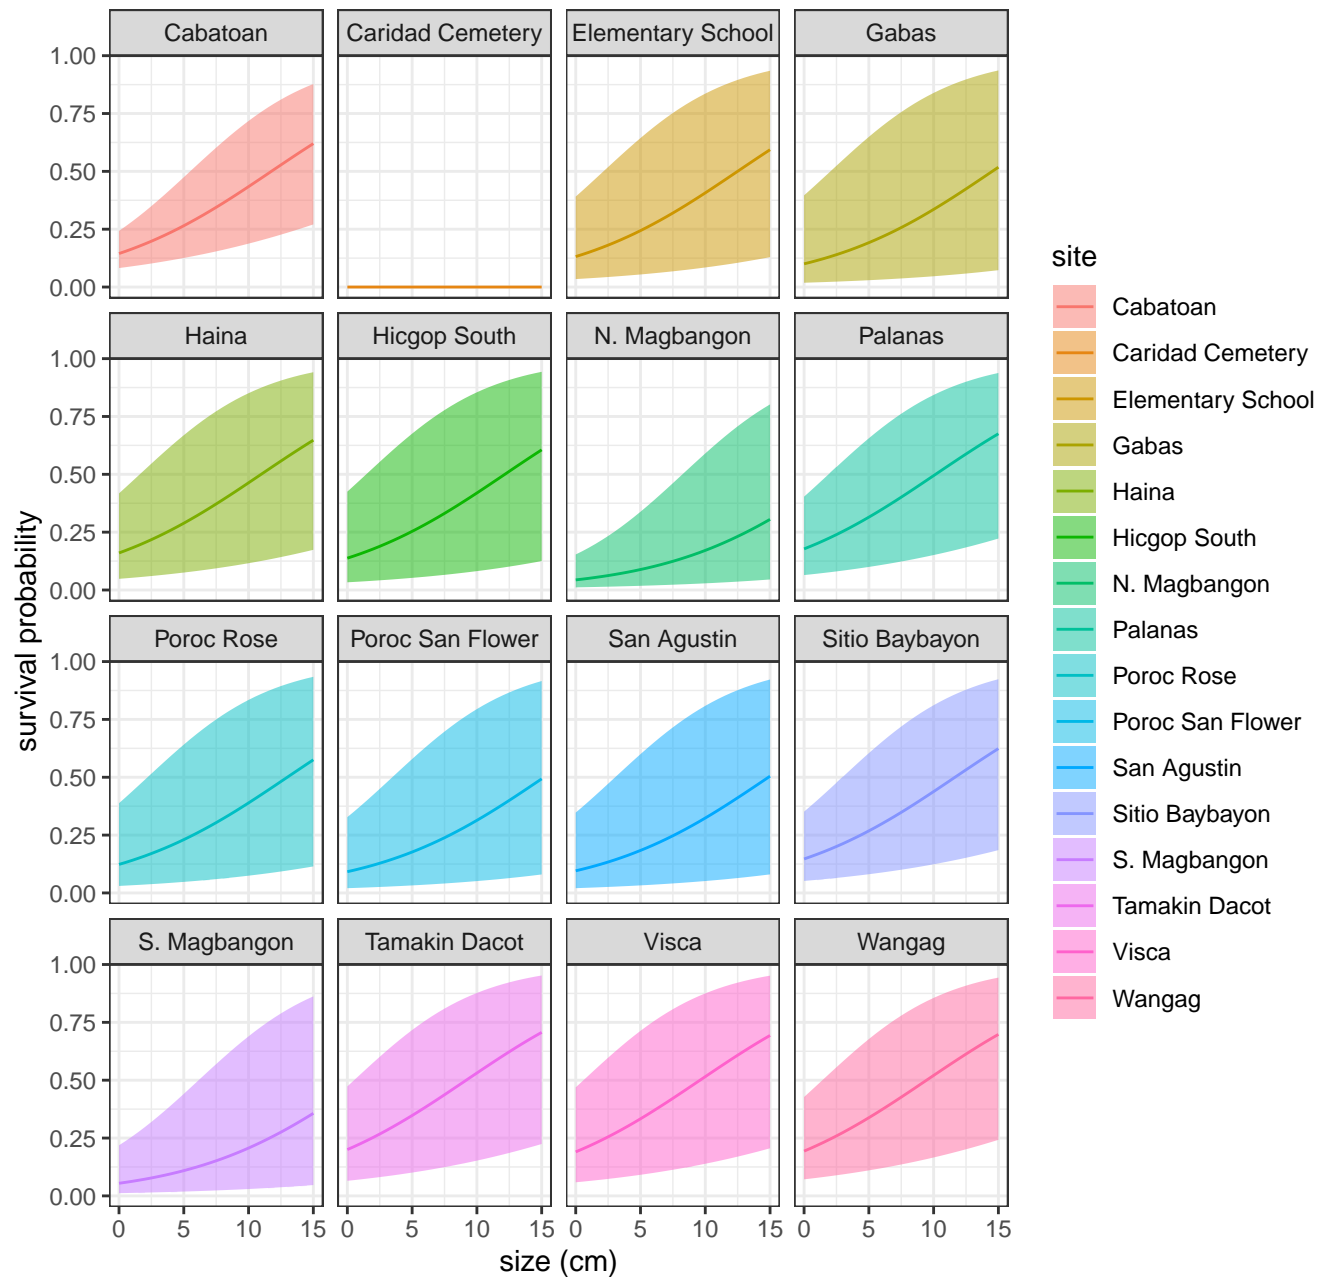 Cabatoan Caridad Cemetery Elementary School Gabas
1.00
0.75
0.50
0.25
0.00
Haina Hicgop South N. Magbangon Palanas
1.00
0.75
0.50
0.25
0.00
Poroc Rose Poroc San Flower San Agustin Sitio Baybayon
1.00
0.75
0.50
0.25
0.00
S. Magbangon Tamakin Dacot Visca Wangag
1.00
0.75
0.50
0.25
0.00
0 5 10 15 0 5 10 15 0 5 10 15 0 5 10 15
size (cm)
survival probability
site
Cabatoan
Caridad Cemetery
Elementary School
Gabas
Haina
Hicgop South
N. Magbangon
Palanas
Poroc Rose
Poroc San Flower
San Agustin
Sitio Baybayon
S. Magbangon
Tamakin Dacot
Visca
Wangag